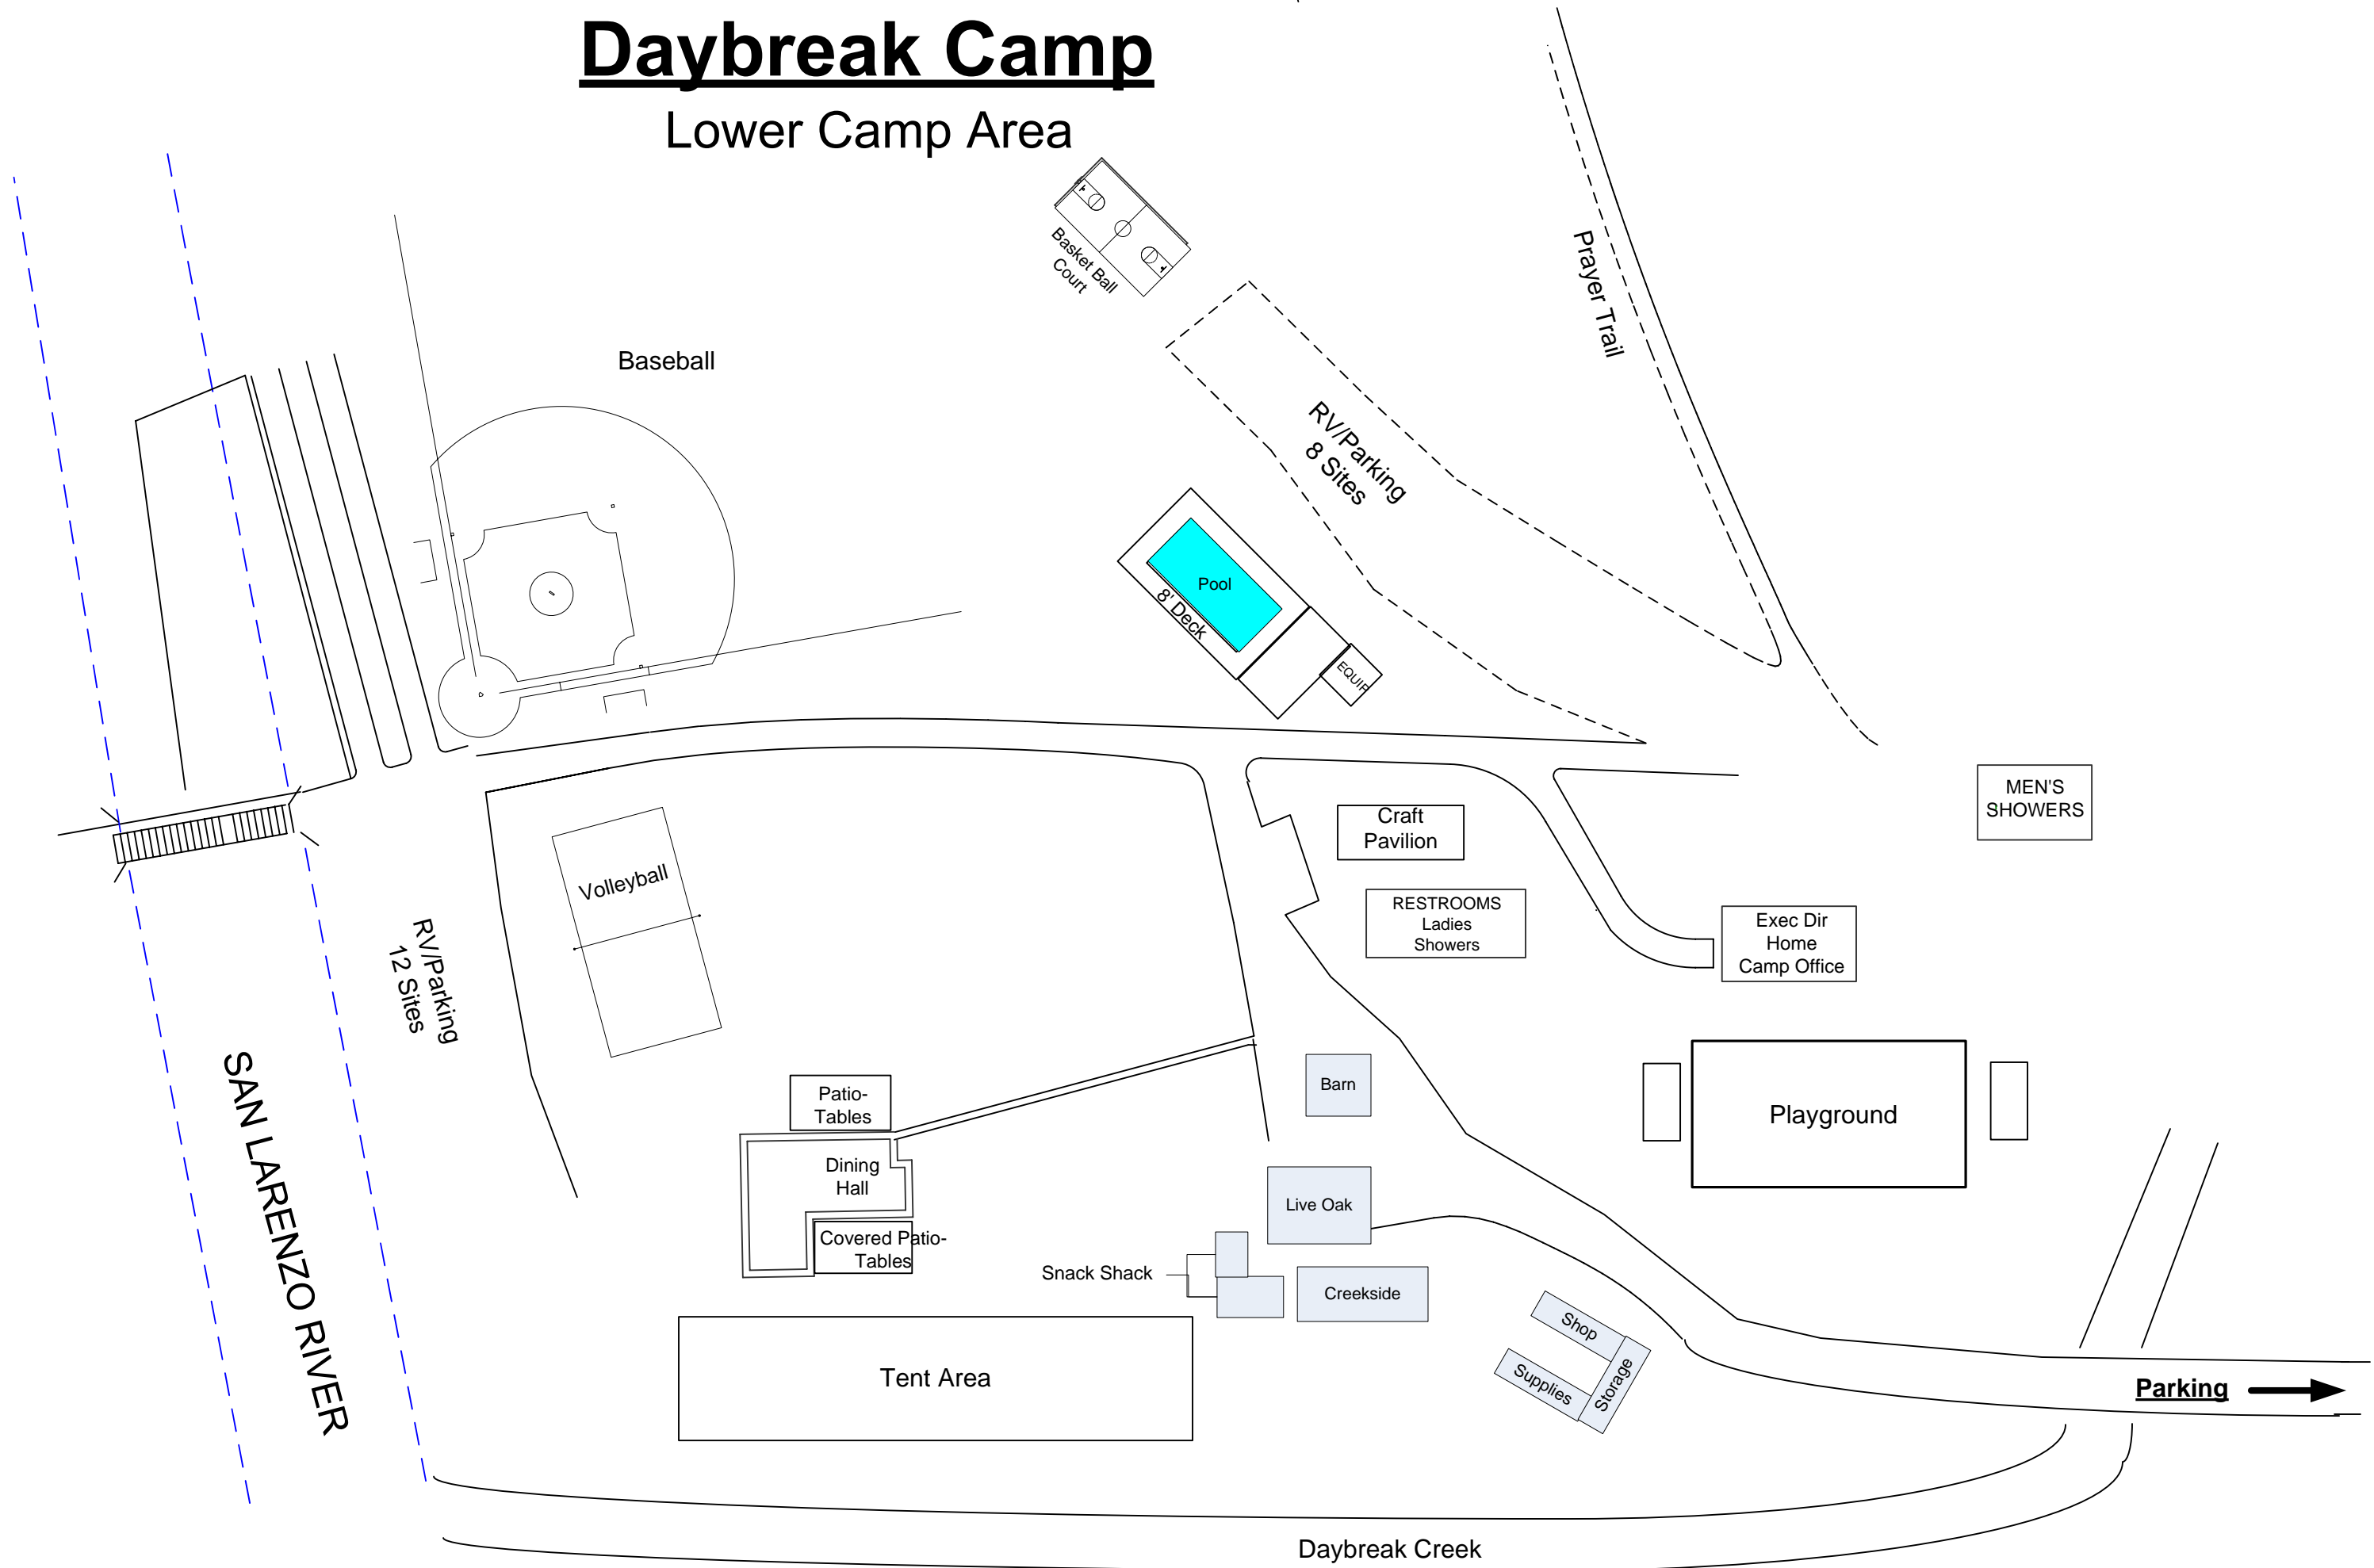 Daybreak Camp
Lower Camp Area
Basket Ball
Court
Prayer Trail
Baseball
RV/Parking
8 Sites
Pool
8' Deck
EQUIP
MEN'S
SHOWERS
Craft
Pavilion
Volleyball
RESTROOMS
Ladies
Showers
Exec Dir
Home
Camp Office
RV/Parking
12 Sites
SAN LARENZO RIVER
Barn
Patio-
Tables
Playground
Dining
Hall
Live Oak
Covered Patio-
Tables
Snack Shack
Creekside
Shop
Supplies
Storage
Tent Area
Parking
Daybreak Creek